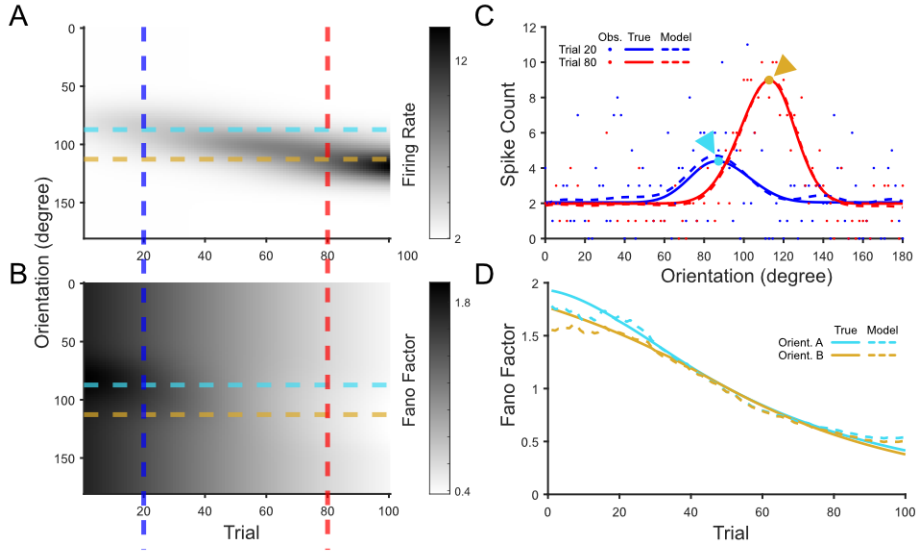 A
0
50
100
150
0
20
40
60
80
100
12
2
Firing Rate
B
0
50
100
150
0
20
40
60
80
100
Trial
Orientation (degree)
1.8
0.4
Fano Factor
C
Obs. True Model
Trial 20
Trial 80
12
10
8
6
4
2
0
Spike Count
0 20 40 60 80 100 120 140 160 180
Orientation (degree)
D
2
1.5
1
0.5
0
Fano Factor
True Model
Orient. A
Orient. B
0 20 40 60 80 100
Trial